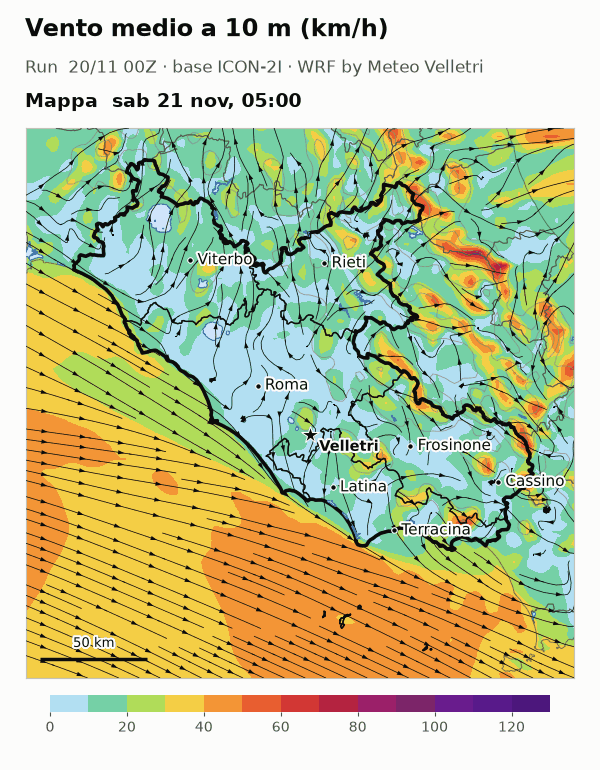 Vento medio a 10 m (km/h)
Run  20/11 00Z · base ICON-2I · WRF by Meteo Velletri
Mappa  sab 21 nov, 05:00
Viterbo
Rieti
Roma
Velletri
Frosinone
Cassino
Latina
Terracina
50 km
0 20 40 60 80 100 120